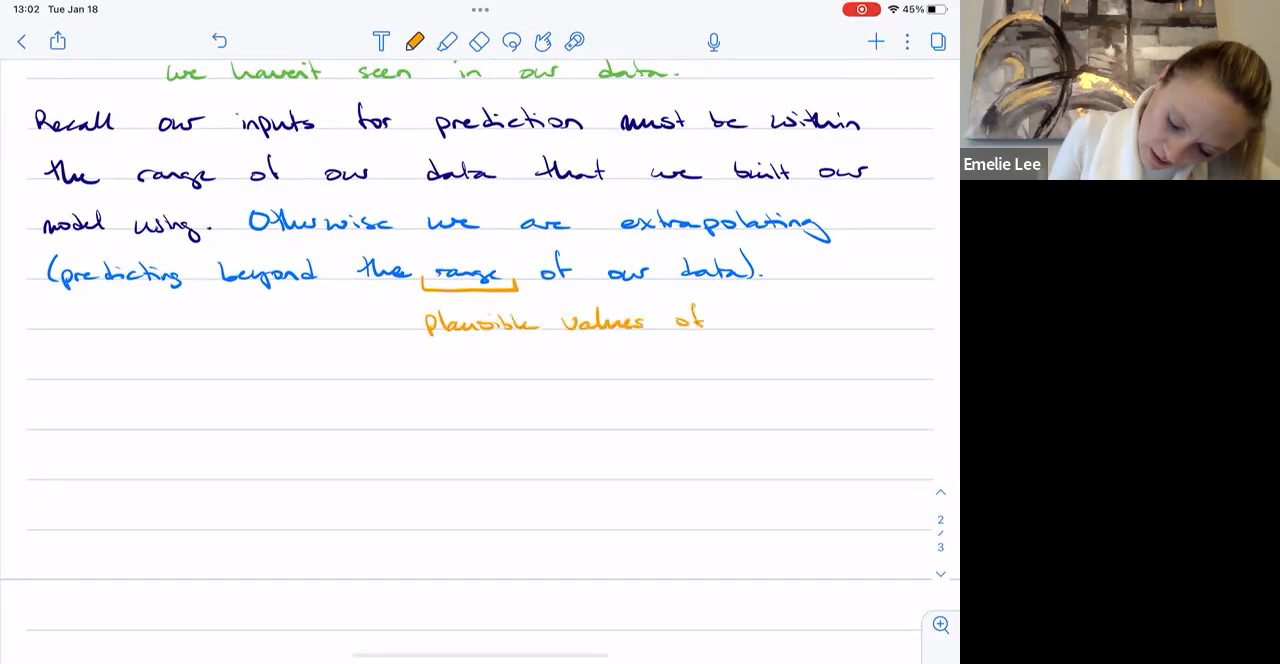 13:02 Tue Jan 18
45%
we haven't seen in our data.
Recall our inputs for prediction must be within
the range of our data that we built our
model using. Otherwise we are extrapolating
(predicting beyond the range of our data).
plausible values of
2
/
3
Emelie Lee